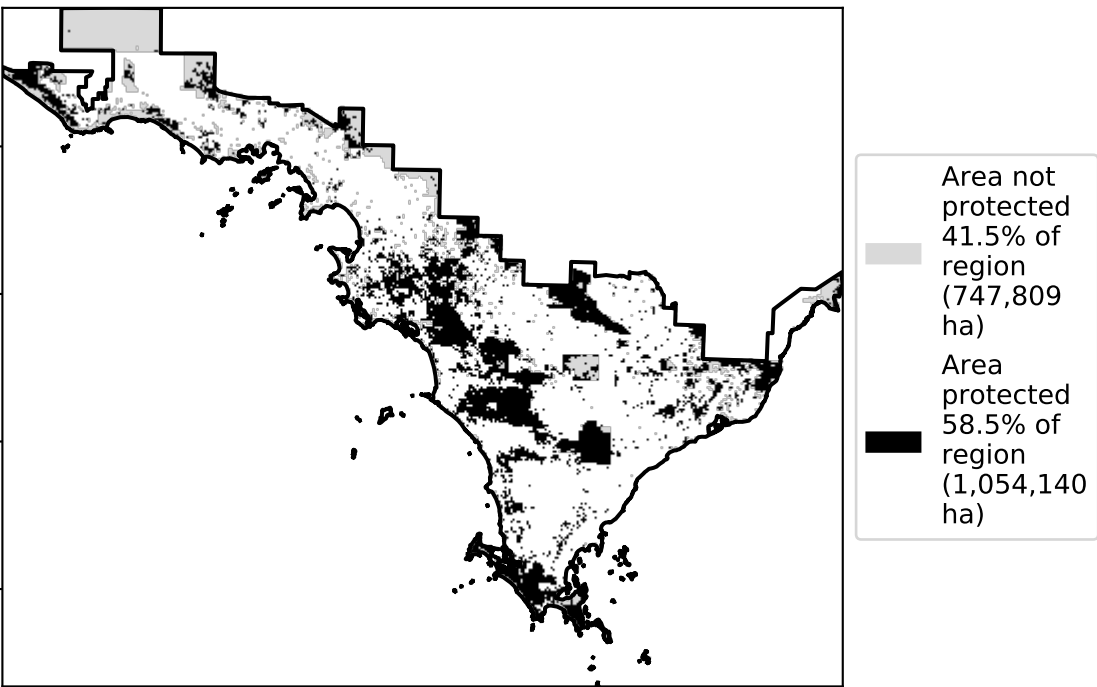 Area not
protected
41.5% of
region
(747,809
ha)
Area
protected
58.5% of
region
(1,054,140
ha)